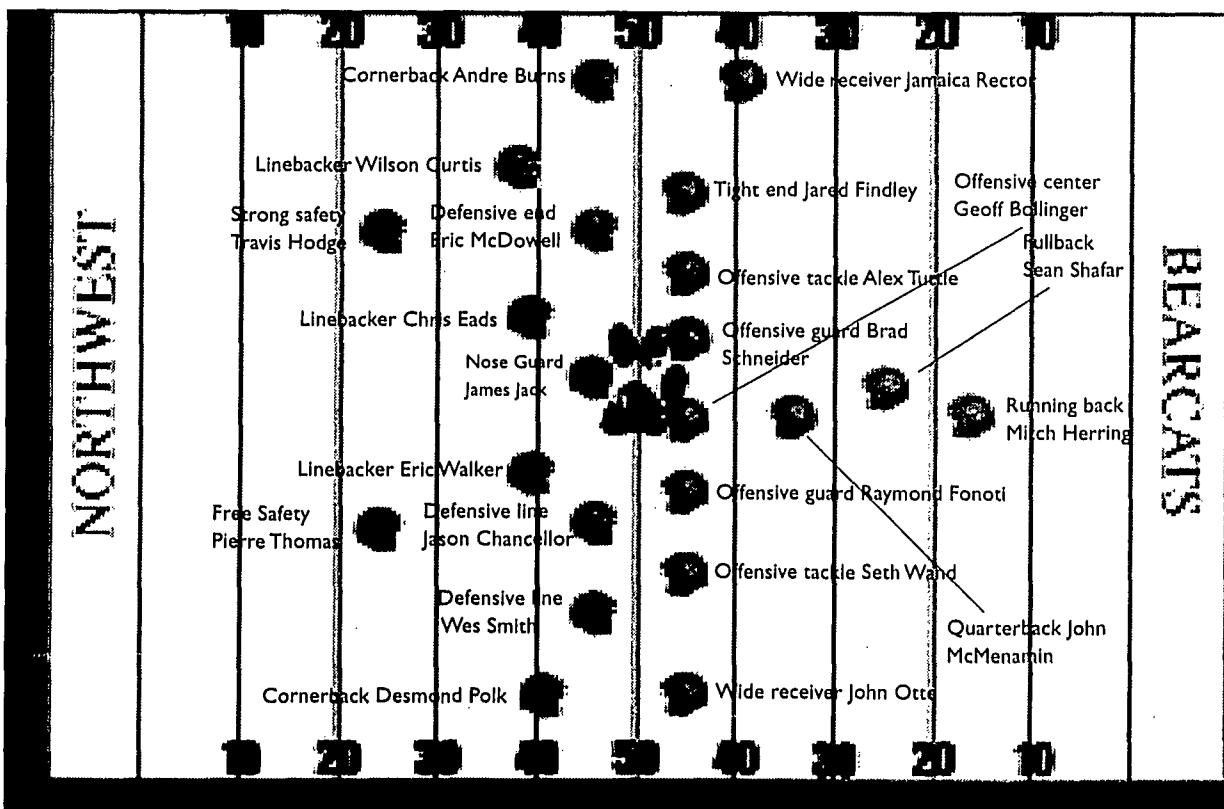 10 20 30 40 50 40 30 20 10
Cornerback Andre Burns
Wide receiver Jamaica Rector
Linebacker Wilson Curtis
Tight end Jared Findley
Offensive center
Geoff Bollinger
Strong safety
Travis Hodge
Defensive end
Eric McDowell
Fullback
Sean Shafar
Offensive tackle Alex Tuttle
Linebacker Chris Eads
Offensive guard Brad
Schneider
Nose Guard
James Jack
Running back
Mitch Herring
Linebacker Eric Walker
Offensive guard Raymond Fonoti
Free Safety
Pierre Thomas
Defensive line
Jason Chancellor
Offensive tackle Seth Wand
Defensive line
Wes Smith
Quarterback John
McMenamin
Cornerback Desmond Polk
Wide receiver John Otte
10 20 30 40 50 40 30 20 10
NORTHWEST
BEARCATS